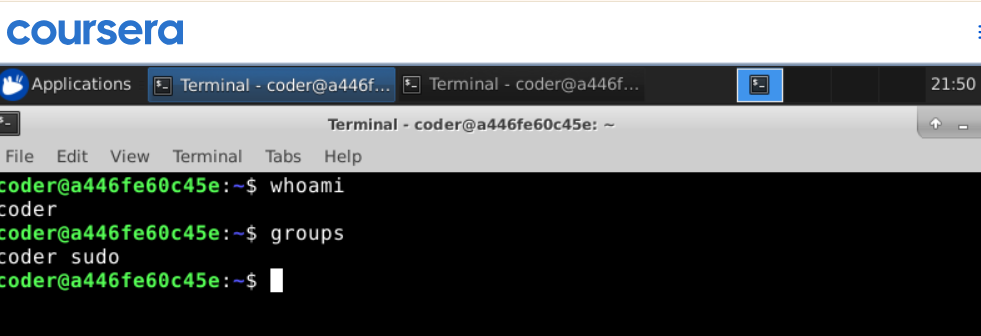 coursera
Applications Terminal - coder@a446f... Terminal - coder@a446f... 21:50
Terminal - coder@a446fe60c45e: ~
File Edit View Terminal Tabs Help
coder@a446fe60c45e:~$ whoami
coder
coder@a446fe60c45e:~$ groups
coder sudo
coder@a446fe60c45e:~$